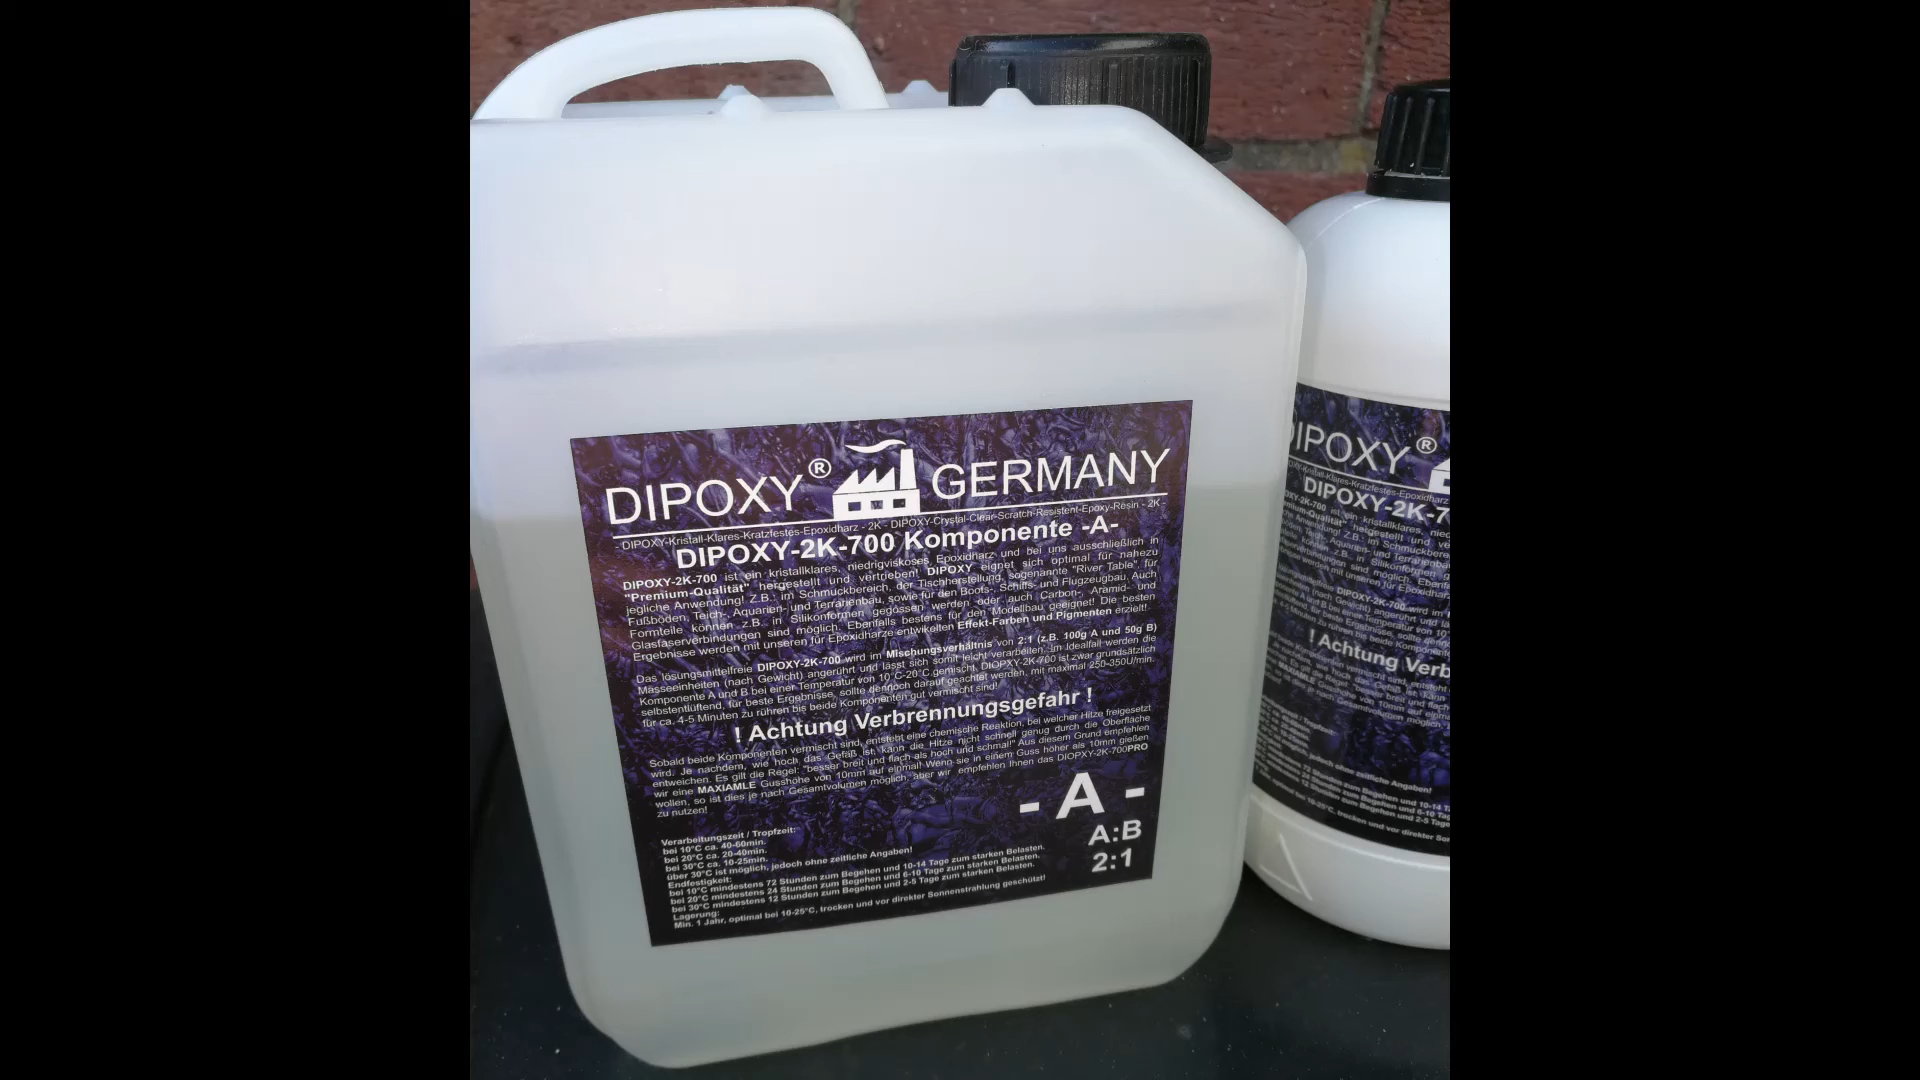 DIPOXY® GERMANY
- DIPOXY-Kristall-Klares-Kratzfestes-Epoxidharz - 2K - DIPOXY-Crystal-Clear-Scratch-Resistent-Epoxy-Resin - 2K -
DIPOXY-2K-700 Komponente -A-
DIPOXY-2K-700 ist ein kristallklares, niedrigviskoses Epoxidharz und bei uns ausschließlich in
"Premium-Qualität" hergestellt und vertrieben! DIPOXY eignet sich optimal für nahezu
jegliche Anwendung! Z.B.: im Schmuckbereich, der Tischherstellung, sogenannte "River Table", für
Fußböden, Teich-, Aquarien- und Terrarienbau, sowie für den Boots-, Schiffs- und Flugzeugbau. Auch
Formteile können z.B. in Silikonformen gegossen werden oder auch Carbon-, Aramid- und
Glasfaserverbindungen sind möglich. Ebenfalls bestens für den Modellbau geeignet! Die besten
Ergebnisse werden mit unseren für Epoxidharze entwikelten Effekt-Farben und Pigmenten erzielt!
Das lösungsmittelfreie DIPOXY-2K-700 wird im Mischungsverhältnis von 2:1 (z.B. 100g A und 50g B)
Masseeinheiten (nach Gewicht) angerührt und lässt sich somit leicht verarbeiten. Im Idealfall werden die
Komponente A und B bei einer Temperatur von 10°C-20°C gemischt. DIOPXY-2K-700 ist zwar grundsätzlich
selbstentlüftend, für beste Ergebnisse, sollte dennoch darauf geachtet werden, mit maximal 250-350U/min.
für ca. 4-5 Minuten zu rühren bis beide Komponenten gut vermischt sind!
! Achtung Verbrennungsgefahr !
Sobald beide Komponenten vermischt sind, entsteht eine chemische Reaktion, bei welcher Hitze freigesetzt
wird. Je nachdem, wie hoch das Gefäß ist, kann die Hitze nicht schnell genug durch die Oberfläche
entweichen. Es gilt die Regel: "besser breit und flach als hoch und schmal!" Aus diesem Grund empfehlen
wir eine MAXIAMLE Gusshöhe von 10mm auf einmal! Wenn sie in einem Guss höher als 10mm gießen
wollen, so ist dies je nach Gesamtvolumen möglich, aber wir empfehlen Ihnen das DIOPXY-2K-700PRO
zu nutzen!
- A -
A:B
2:1
Verarbeitungszeit / Tropfzeit:
bei 10°C ca. 40-60min.
bei 20°C ca. 20-40min.
bei 30°C ca. 10-25min.
über 30°C ist möglich, jedoch ohne zeitliche Angaben!
Endfestigkeit:
bei 10°C mindestens 72 Stunden zum Begehen und 10-14 Tage zum starken Belasten.
bei 20°C mindestens 24 Stunden zum Begehen und 6-10 Tage zum starken Belasten.
bei 30°C mindestens 12 Stunden zum Begehen und 2-5 Tage zum starken Belasten.
Lagerung:
Min. 1 Jahr, optimal bei 10-25°C, trocken und vor direkter Sonnenstrahlung geschützt!
DIPOXY®
DIPOXY-2K-7
! Achtung Verb